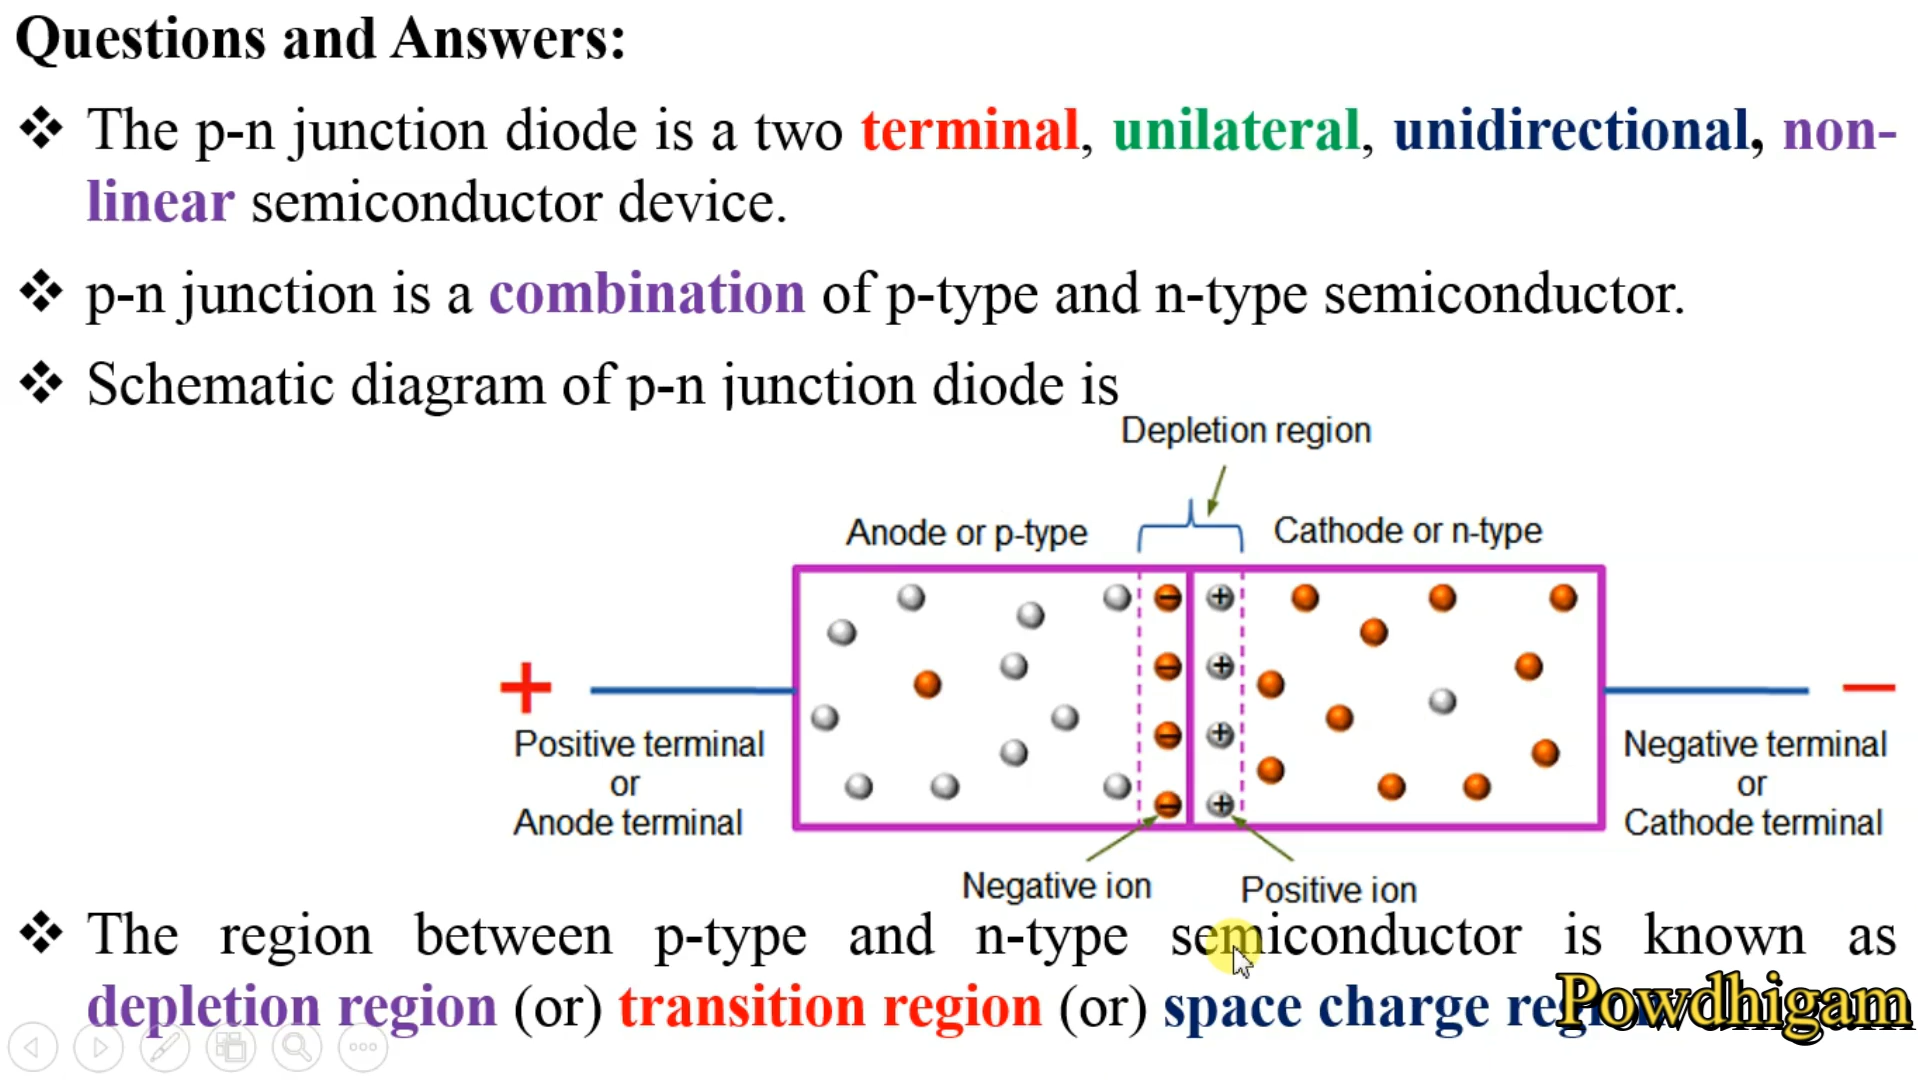 Questions and Answers:
❖ The p-n junction diode is a two terminal, unilateral, unidirectional, non-
linear semiconductor device.
❖ p-n junction is a combination of p-type and n-type semiconductor.
❖ Schematic diagram of p-n junction diode is
Depletion region
Anode or p-type
Cathode or n-type
+
−
Positive terminal
or
Anode terminal
Negative terminal
or
Cathode terminal
Negative ion
Positive ion
❖ The region between p-type and n-type semiconductor is known as
depletion region (or) transition region (or) space charge
Powdhigam